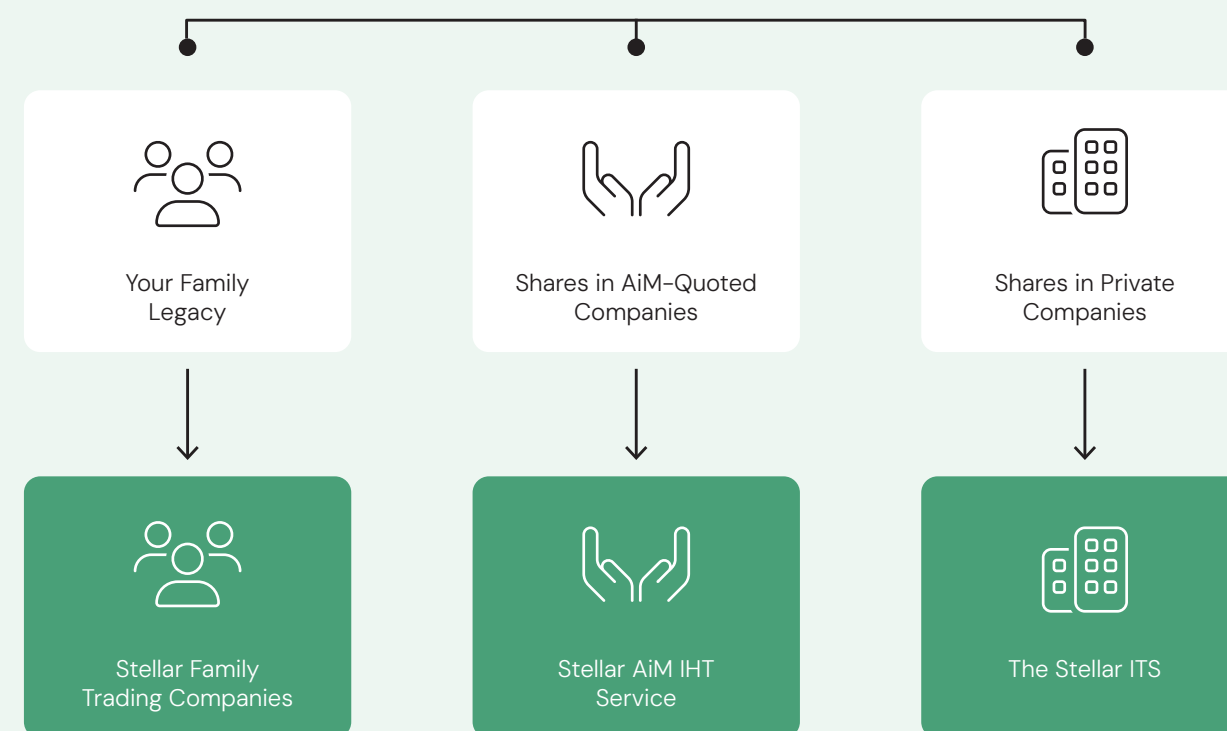 Your Family
Legacy
Shares in AiM-Quoted
Companies
Shares in Private
Companies
Stellar Family
Trading Companies
Stellar AiM IHT
Service
The Stellar ITS